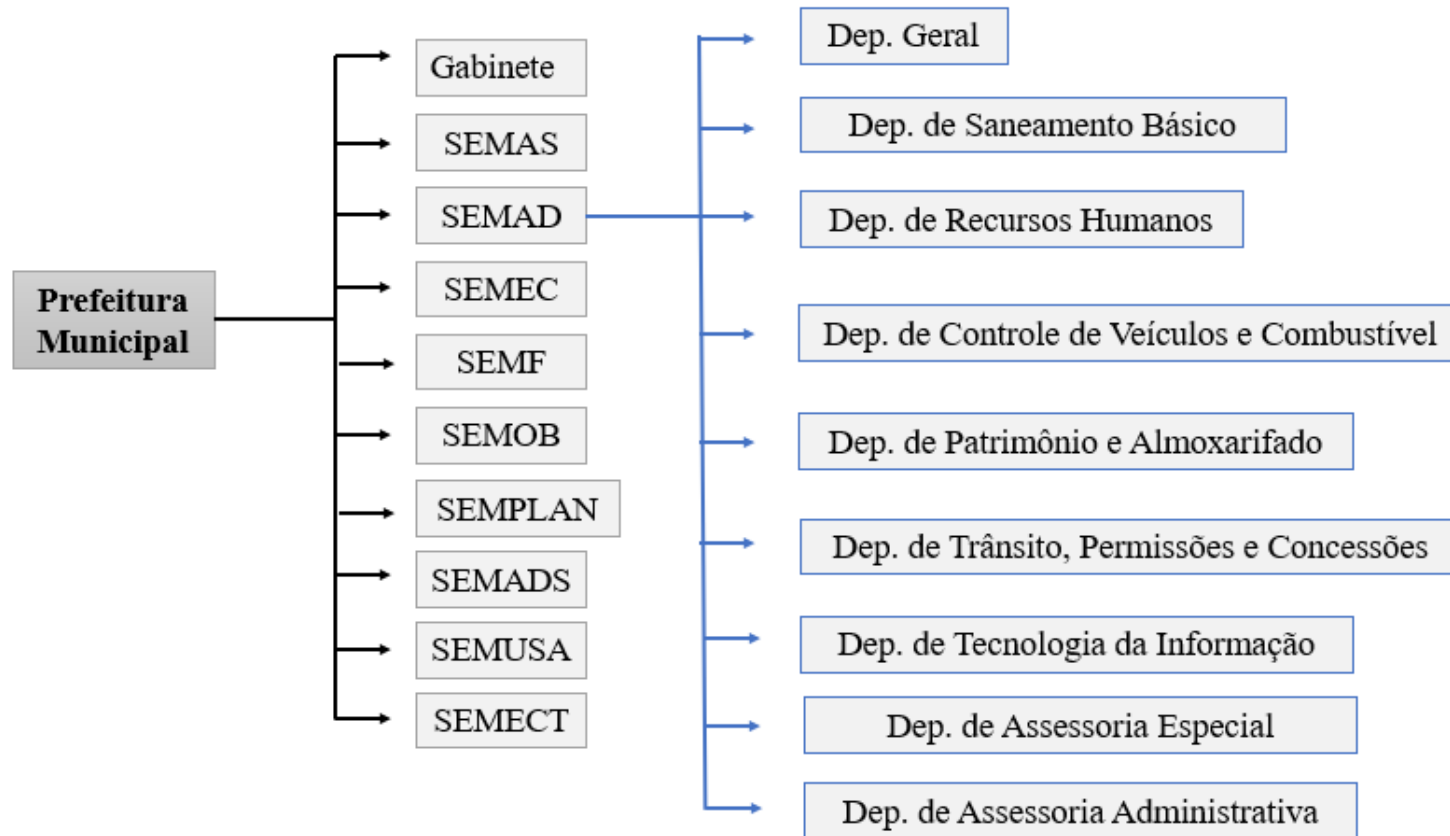 Prefeitura
Municipal
Gabinete
SEMAS
SEMAD
SEMEC
SEMF
SEMOB
SEMPLAN
SEMADS
SEMUSA
SEMECT
Dep. Geral
Dep. de Saneamento Básico
Dep. de Recursos Humanos
Dep. de Controle de Veículos e Combustível
Dep. de Patrimônio e Almoxarifado
Dep. de Trânsito, Permissões e Concessões
Dep. de Tecnologia da Informação
Dep. de Assessoria Especial
Dep. de Assessoria Administrativa